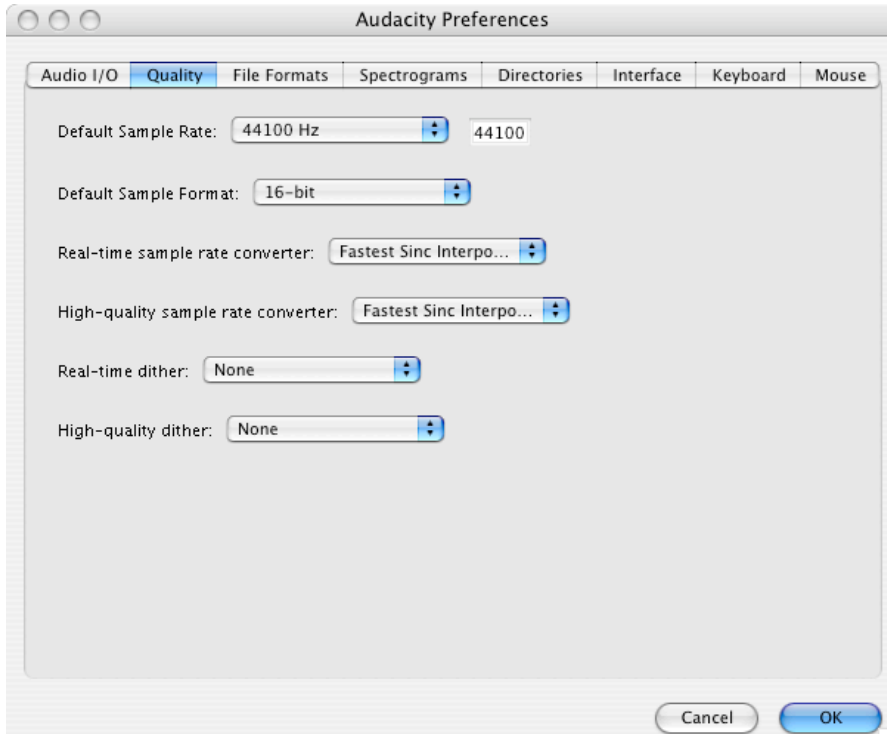 Audacity Preferences
Audio I/O Quality File Formats Spectrograms Directories Interface Keyboard Mouse
Default Sample Rate: 44100 Hz 44100
Default Sample Format: 16-bit
Real-time sample rate converter: Fastest Sinc Interpo...
High-quality sample rate converter: Fastest Sinc Interpo...
Real-time dither: None
High-quality dither: None
Cancel OK